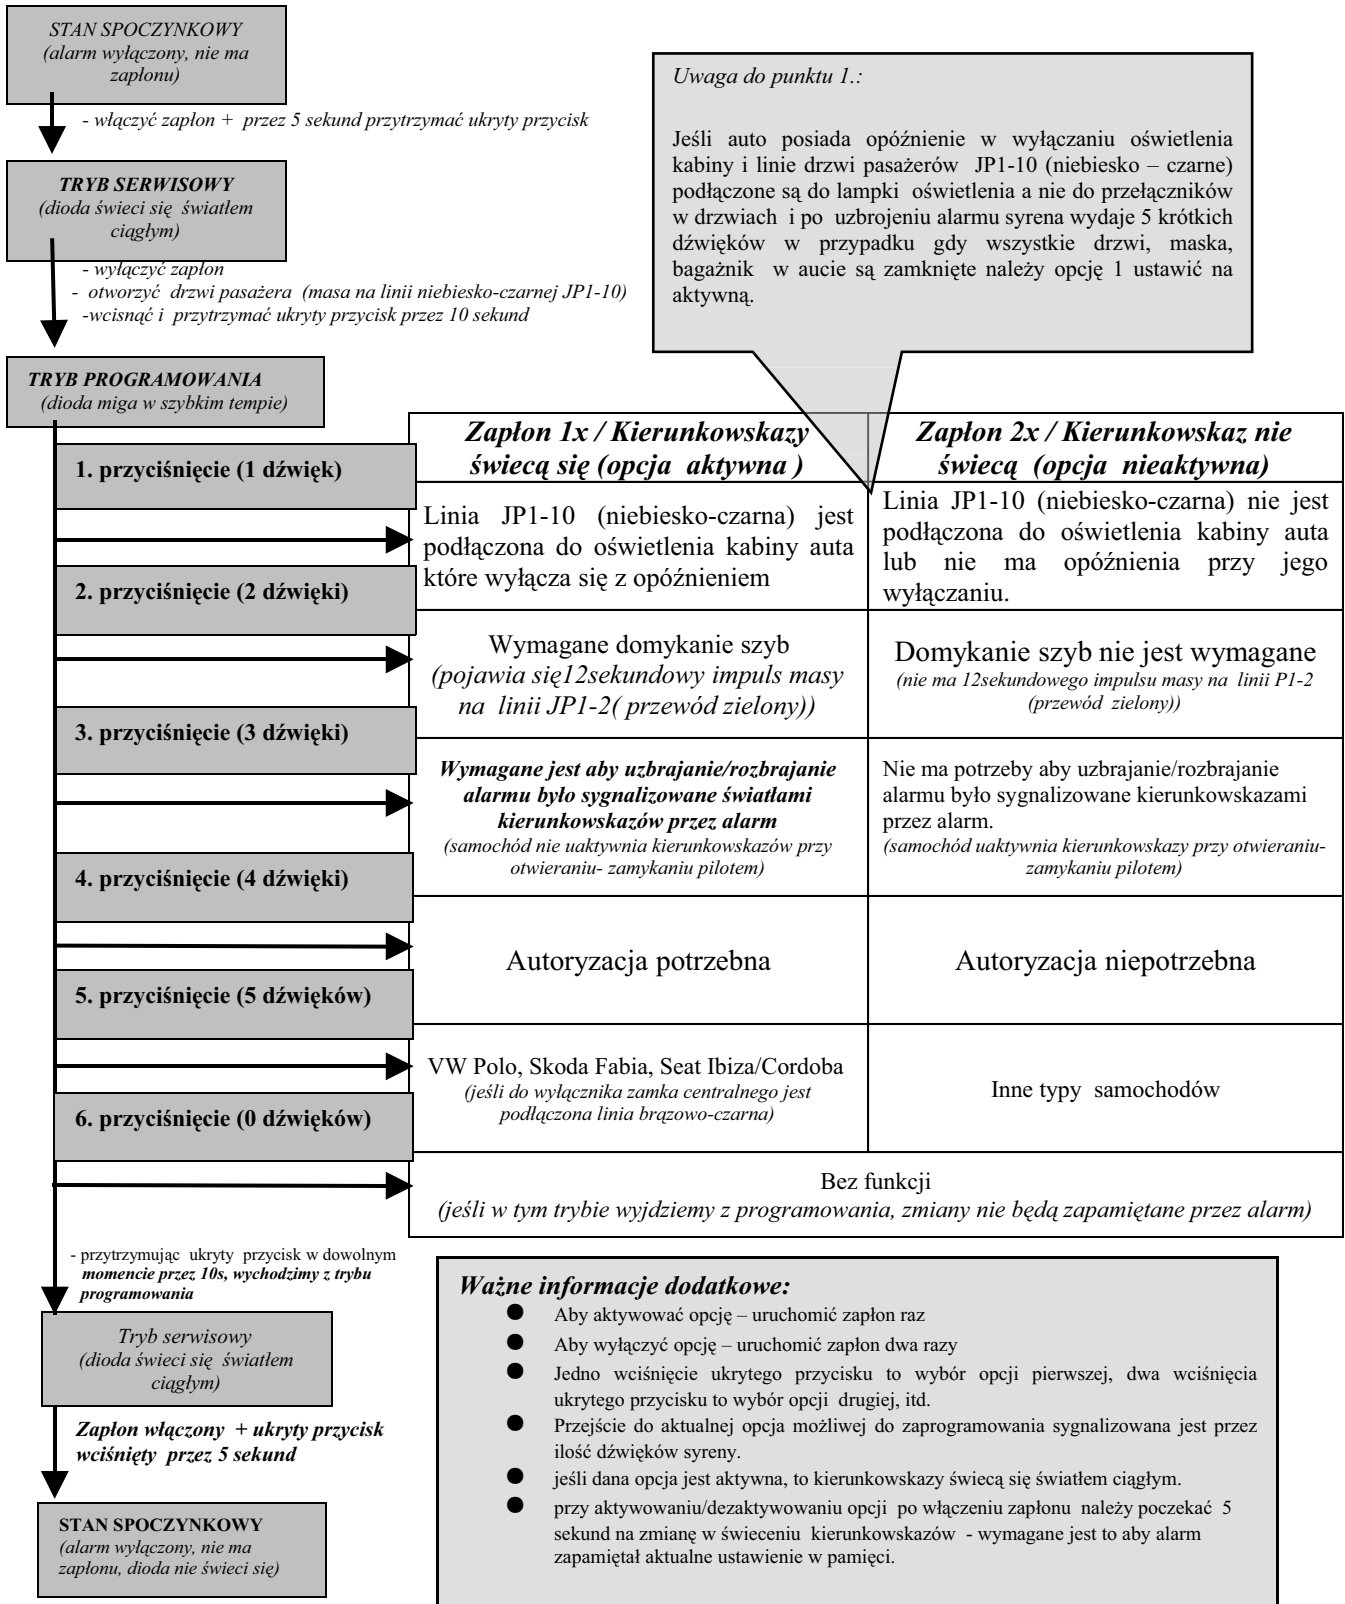 STAN SPOCZYNKOWY
(alarm wyłączony, nie ma
zapłonu)
- włączyć zapłon + przez 5 sekund przytrzymać ukryty przycisk
TRYB SERWISOWY
(dioda świeci się światłem
ciągłym)
- wyłączyć zapłon
- otworzyć drzwi pasażera (masa na linii niebiesko-czarnej JP1-10)
-wcisnąć i przytrzymać ukryty przycisk przez 10 sekund
Uwaga do punktu 1.:
Jeśli auto posiada opóźnienie w wyłączaniu oświetlenia
kabiny i linie drzwi pasażerów JP1-10 (niebiesko – czarne)
podłączone są do lampki oświetlenia a nie do przełączników
w drzwiach i po uzbrojeniu alarmu syrena wydaje 5 krótkich
dźwięków w przypadku gdy wszystkie drzwi, maska,
bagażnik w aucie są zamknięte należy opcję 1 ustawić na
aktywną.
TRYB PROGRAMOWANIA
(dioda miga w szybkim tempie)
Zapłon 1x / Kierunkowskazy
świecą się (opcja aktywna )
Zapłon 2x / Kierunkowskaz nie
świecą (opcja nieaktywna)
1. przyciśnięcie (1 dźwięk)
Linia JP1-10 (niebiesko-czarna) jest
podłączona do oświetlenia kabiny auta
które wyłącza się z opóźnieniem
Linia JP1-10 (niebiesko-czarna) nie jest
podłączona do oświetlenia kabiny auta
lub nie ma opóźnienia przy jego
wyłączaniu.
2. przyciśnięcie (2 dźwięki)
Wymagane domykanie szyb
(pojawia się12sekundowy impuls masy
na linii JP1-2( przewód zielony))
Domykanie szyb nie jest wymagane
(nie ma 12sekundowego impulsu masy na linii P1-2
(przewód zielony))
3. przyciśnięcie (3 dźwięki)
Wymagane jest aby uzbrajanie/rozbrajanie
alarmu było sygnalizowane światłami
kierunkowskazów przez alarm
(samochód nie uaktywnia kierunkowskazów przy
otwieraniu- zamykaniu pilotem)
Nie ma potrzeby aby uzbrajanie/rozbrajanie
alarmu było sygnalizowane kierunkowskazami
przez alarm.
(samochód uaktywnia kierunkowskazy przy otwieraniu-
zamykaniu pilotem)
4. przyciśnięcie (4 dźwięki)
Autoryzacja potrzebna
Autoryzacja niepotrzebna
5. przyciśnięcie (5 dźwięków)
VW Polo, Skoda Fabia, Seat Ibiza/Cordoba
(jeśli do wyłącznika zamka centralnego jest
podłączona linia brązowo-czarna)
Inne typy samochodów
6. przyciśnięcie (0 dźwięków)
Bez funkcji
(jeśli w tym trybie wyjdziemy z programowania, zmiany nie będą zapamiętane przez alarm)
- przytrzymując ukryty przycisk w dowolnym
momencie przez 10s, wychodzimy z trybu
programowania
Tryb serwisowy
(dioda świeci się światłem
ciągłym)
Zapłon włączony + ukryty przycisk
wciśnięty przez 5 sekund
STAN SPOCZYNKOWY
(alarm wyłączony, nie ma
zapłonu, dioda nie świeci się)
Ważne informacje dodatkowe:
● Aby aktywować opcję – uruchomić zapłon raz
● Aby wyłączyć opcję – uruchomić zapłon dwa razy
● Jedno wciśnięcie ukrytego przycisku to wybór opcji pierwszej, dwa wciśnięcia
ukrytego przycisku to wybór opcji drugiej, itd.
● Przejście do aktualnej opcja możliwej do zaprogramowania sygnalizowana jest przez
ilość dźwięków syreny.
● jeśli dana opcja jest aktywna, to kierunkowskazy świecą się światłem ciągłym.
● przy aktywowaniu/dezaktywowaniu opcji po włączeniu zapłonu należy poczekać 5
sekund na zmianę w świeceniu kierunkowskazów - wymagane jest to aby alarm
zapamiętał aktualne ustawienie w pamięci.